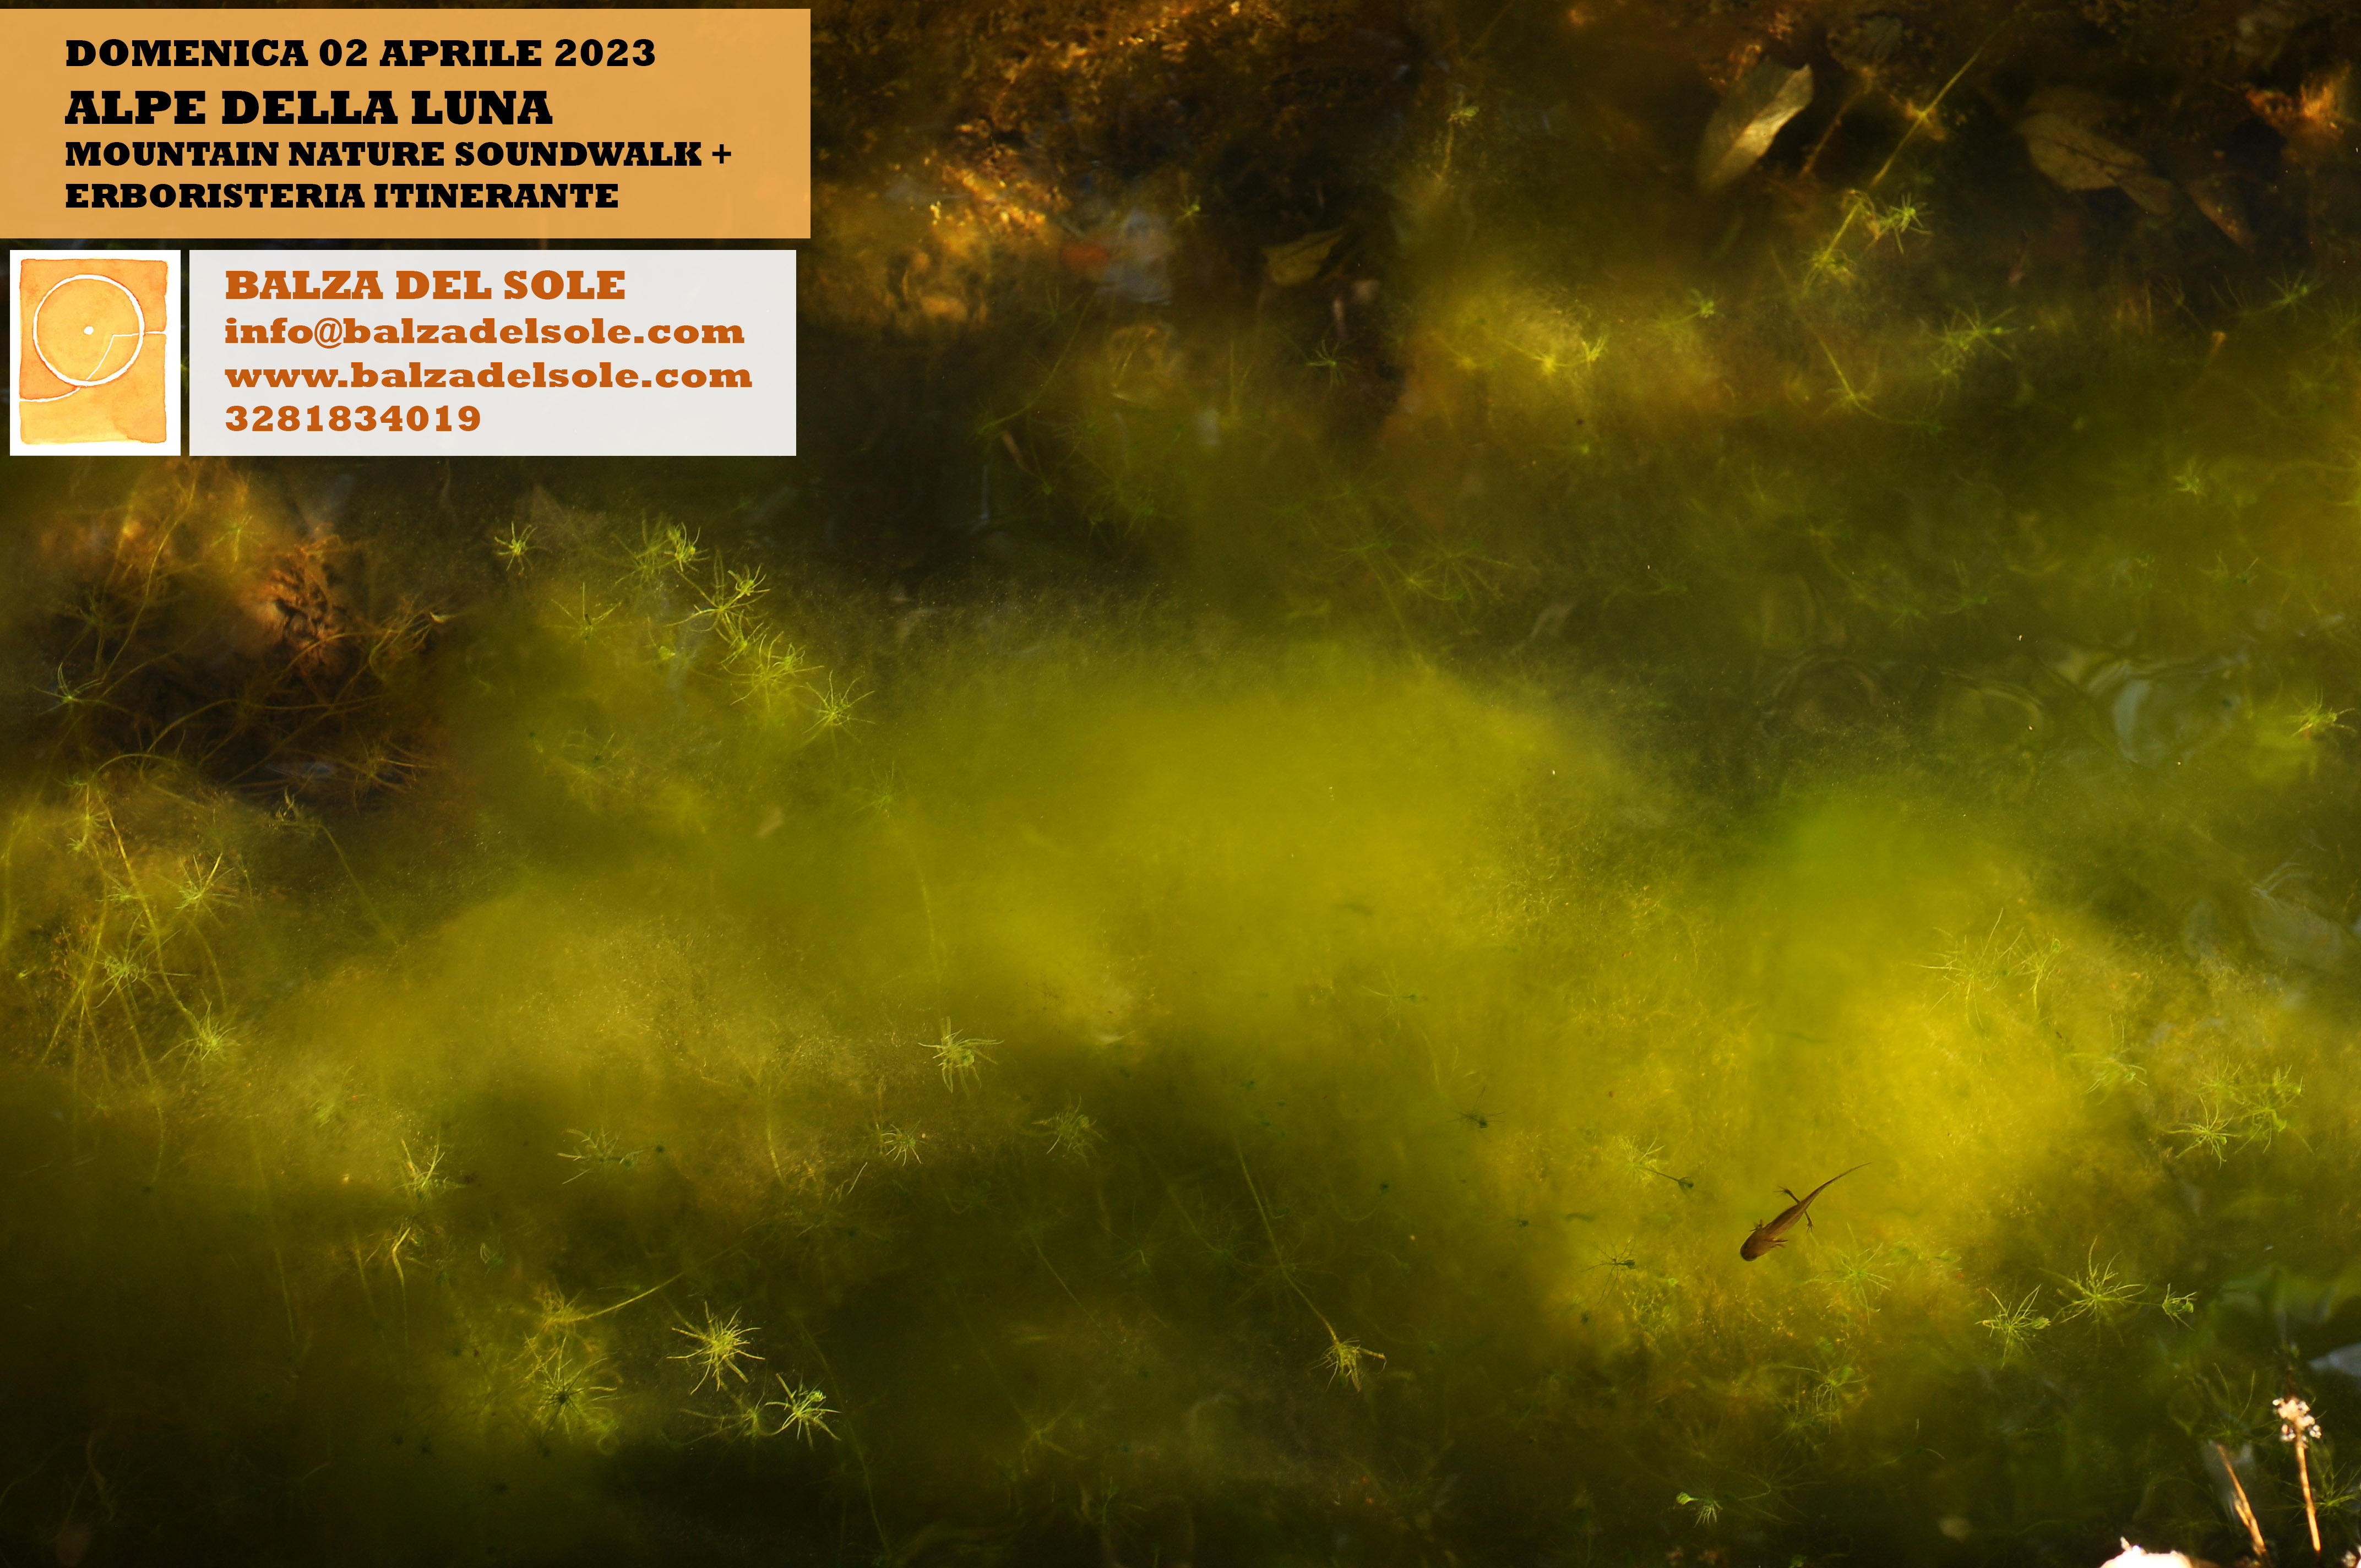 DOMENICA 02 APRILE 2023
ALPE DELLA LUNA
MOUNTAIN NATURE SOUNDWALK +
ERBORISTERIA ITINERANTE
BALZA DEL SOLE
info@balzadelsole.com
www.balzadelsole.com
3281834019